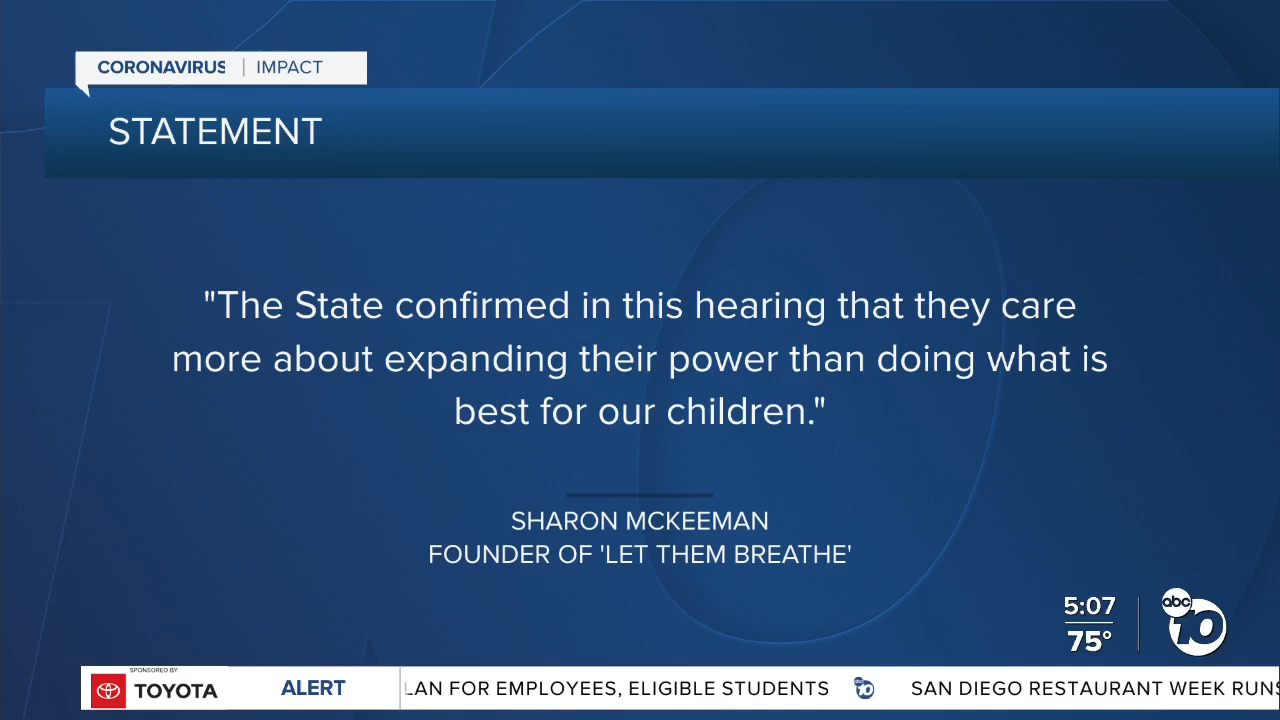 CORONAVIRUS | IMPACT
STATEMENT
"The State confirmed in this hearing that they care
more about expanding their power than doing what is
best for our children."
SHARON MCKEEMAN
FOUNDER OF 'LET THEM BREATHE'
5:07
75°
abc
10
SPONSORED BY
TOYOTA
ALERT
LAN FOR EMPLOYEES, ELIGIBLE STUDENTS
abc 10
SAN DIEGO RESTAURANT WEEK RUNS